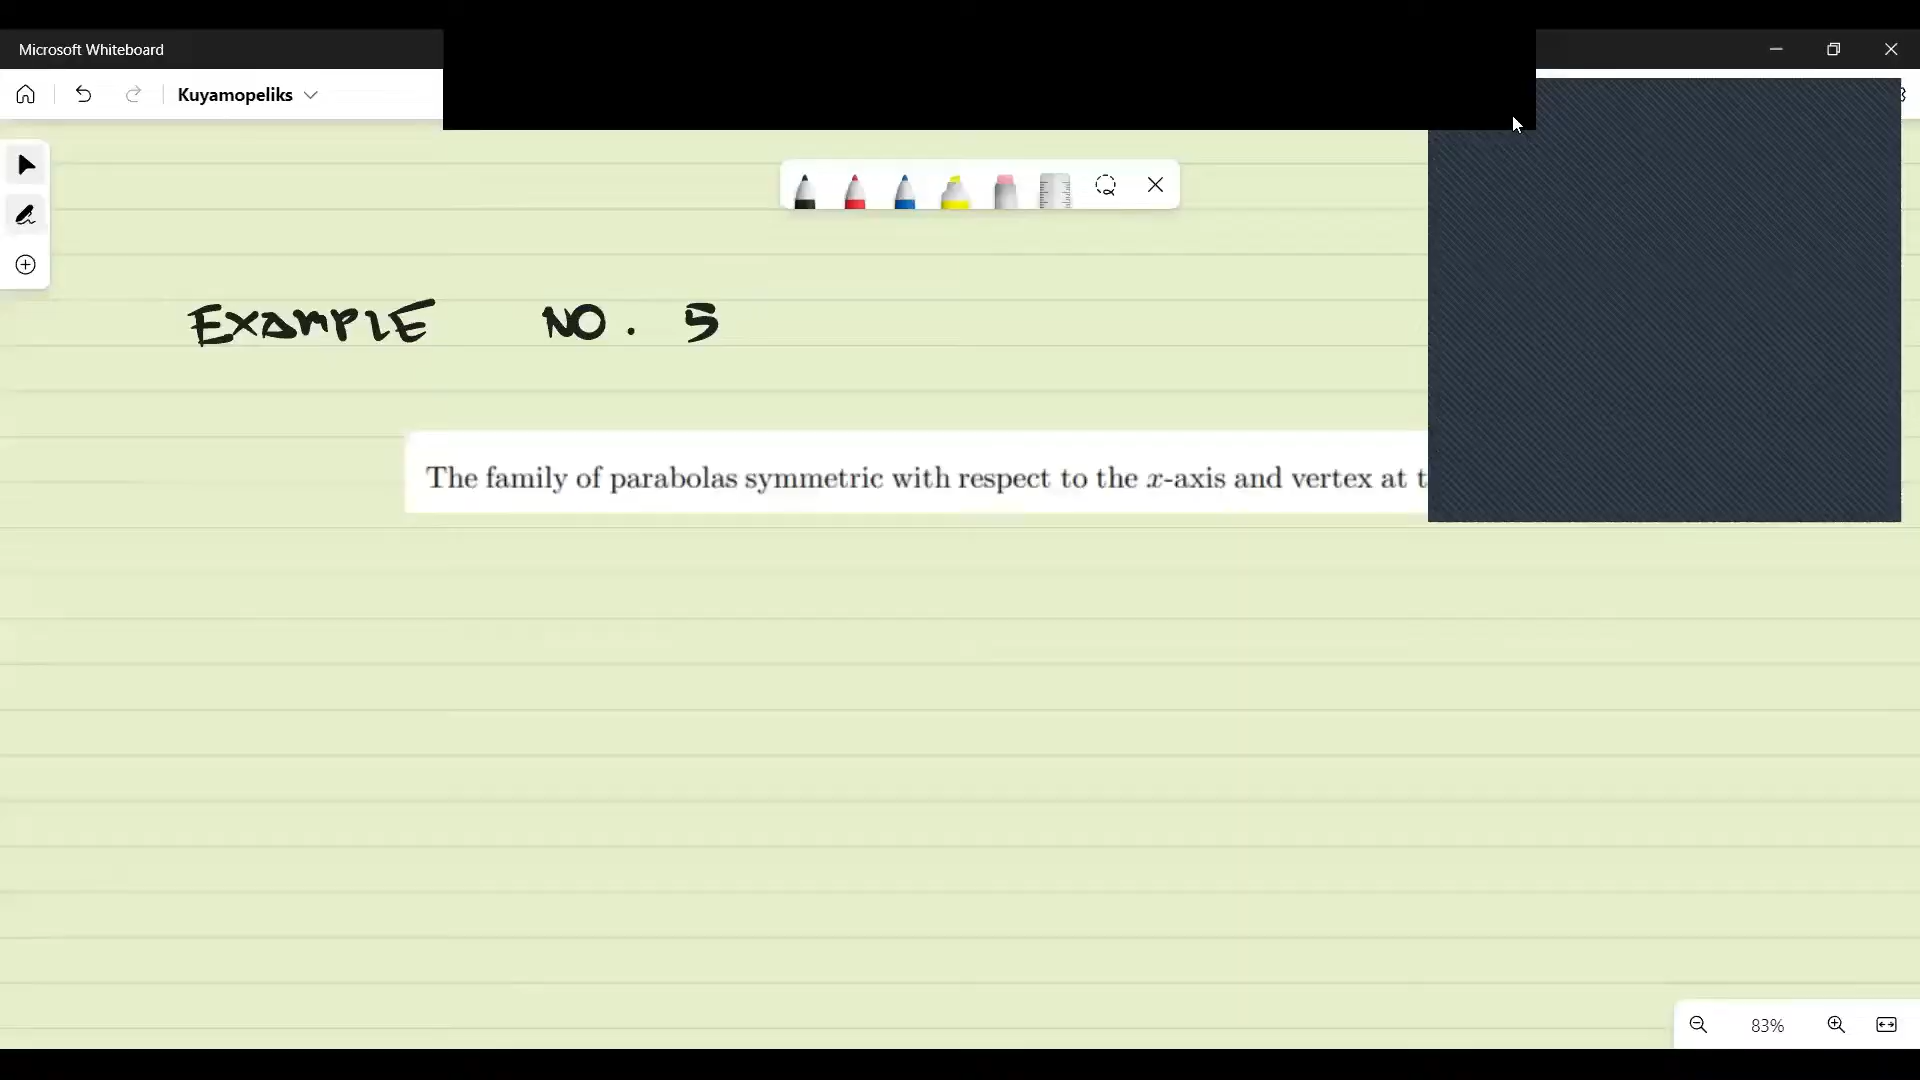 Microsoft Whiteboard
Kuyamopeliks
EXAMPLE NO. 5
The family of parabolas symmetric with respect to the x-axis and vertex at t
83%